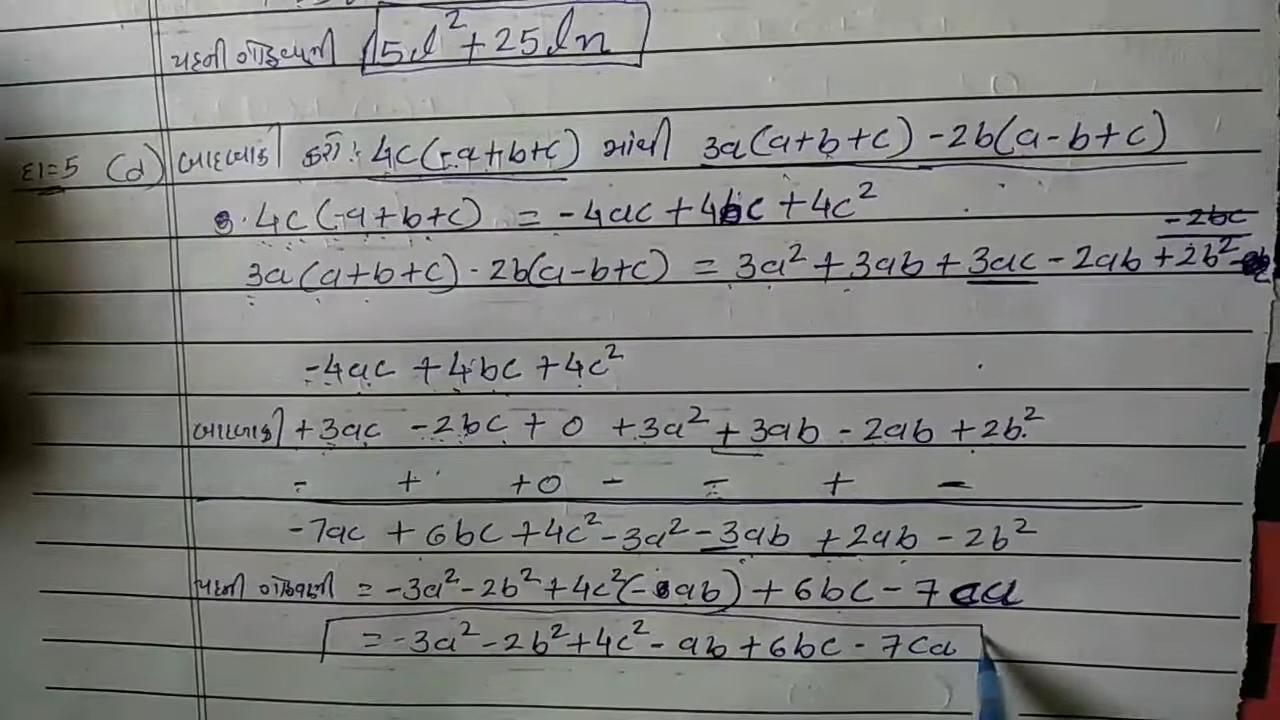 પદની ગોઠવણી 15l² + 25ln
દા=5 (d) બાદબાકી કરો : 4c(-a+b+c) માંથી 3a(a+b+c) - 2b(a-b+c)
4c(-a+b+c) = -4ac + 4bc + 4c²
-2bc
3a(a+b+c) - 2b(a-b+c) = 3a² + 3ab + 3ac - 2ab + 2b²
-4ac + 4bc + 4c²
બાદબાકી +3ac - 2bc + 0 + 3a² + 3ab - 2ab + 2b²
- + +0 - - + -
-7ac + 6bc + 4c² - 3a² - 3ab + 2ab - 2b²
પદની ગોઠવણી = -3a² - 2b² + 4c² (-ab) + 6bc - 7ca
= -3a² - 2b² + 4c² - ab + 6bc - 7ca